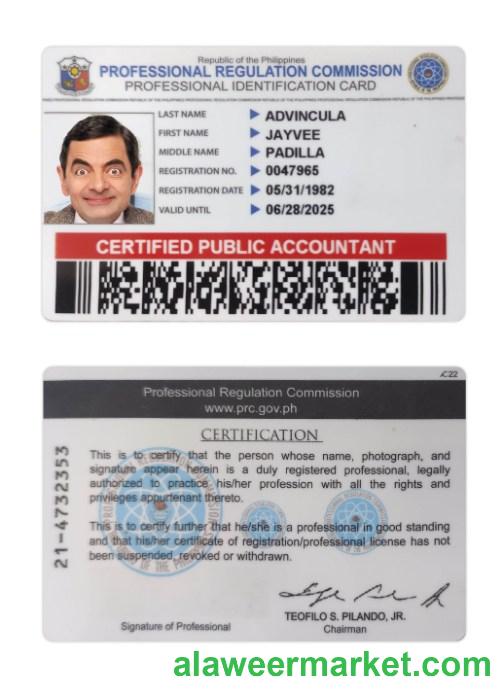 Republic of the Philippines
PROFESSIONAL REGULATION COMMISSION
PROFESSIONAL IDENTIFICATION CARD
LAST NAME ADVINCULA
FIRST NAME JAYVEE
MIDDLE NAME PADILLA
REGISTRATION NO. 0047965
REGISTRATION DATE 05/31/1982
VALID UNTIL 06/28/2025
CERTIFIED PUBLIC ACCOUNTANT
Professional Regulation Commission
www.prc.gov.ph
CERTIFICATION
21-4732353
This is to certify that the person whose name, photograph, and
signature appear herein is a duly registered professional, legally
authorized to practice his/her profession with all the rights and
privileges appurtenant thereto.
This is to certify further that he/she is a professional in good standing
and that his/her certificate of registration/professional license has not
been suspended, revoked or withdrawn.
TEOFILO S. PILANDO, JR.
Chairman
Signature of Professional
alaweermarket.com